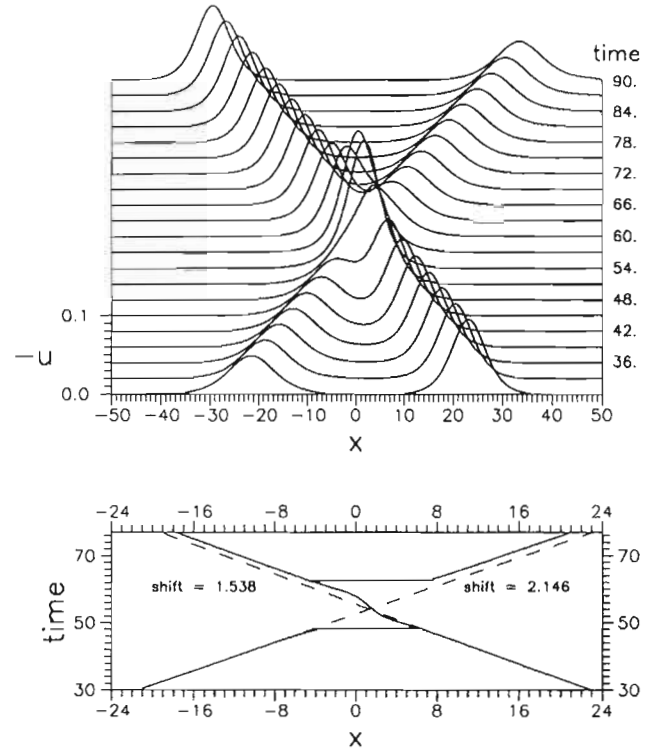 time
90.
84.
78.
72.
66.
60.
54.
48.
42.
36.
0.1
−u
0.0
−50 −40 −30 −20 −10 0 10 20 30 40 50
x
−24 −16 −8 0 8 16 24
70 70
shift = 1.538 shift = 2.146
time
50 50
30 30
−24 −16 −8 0 8 16 24
x